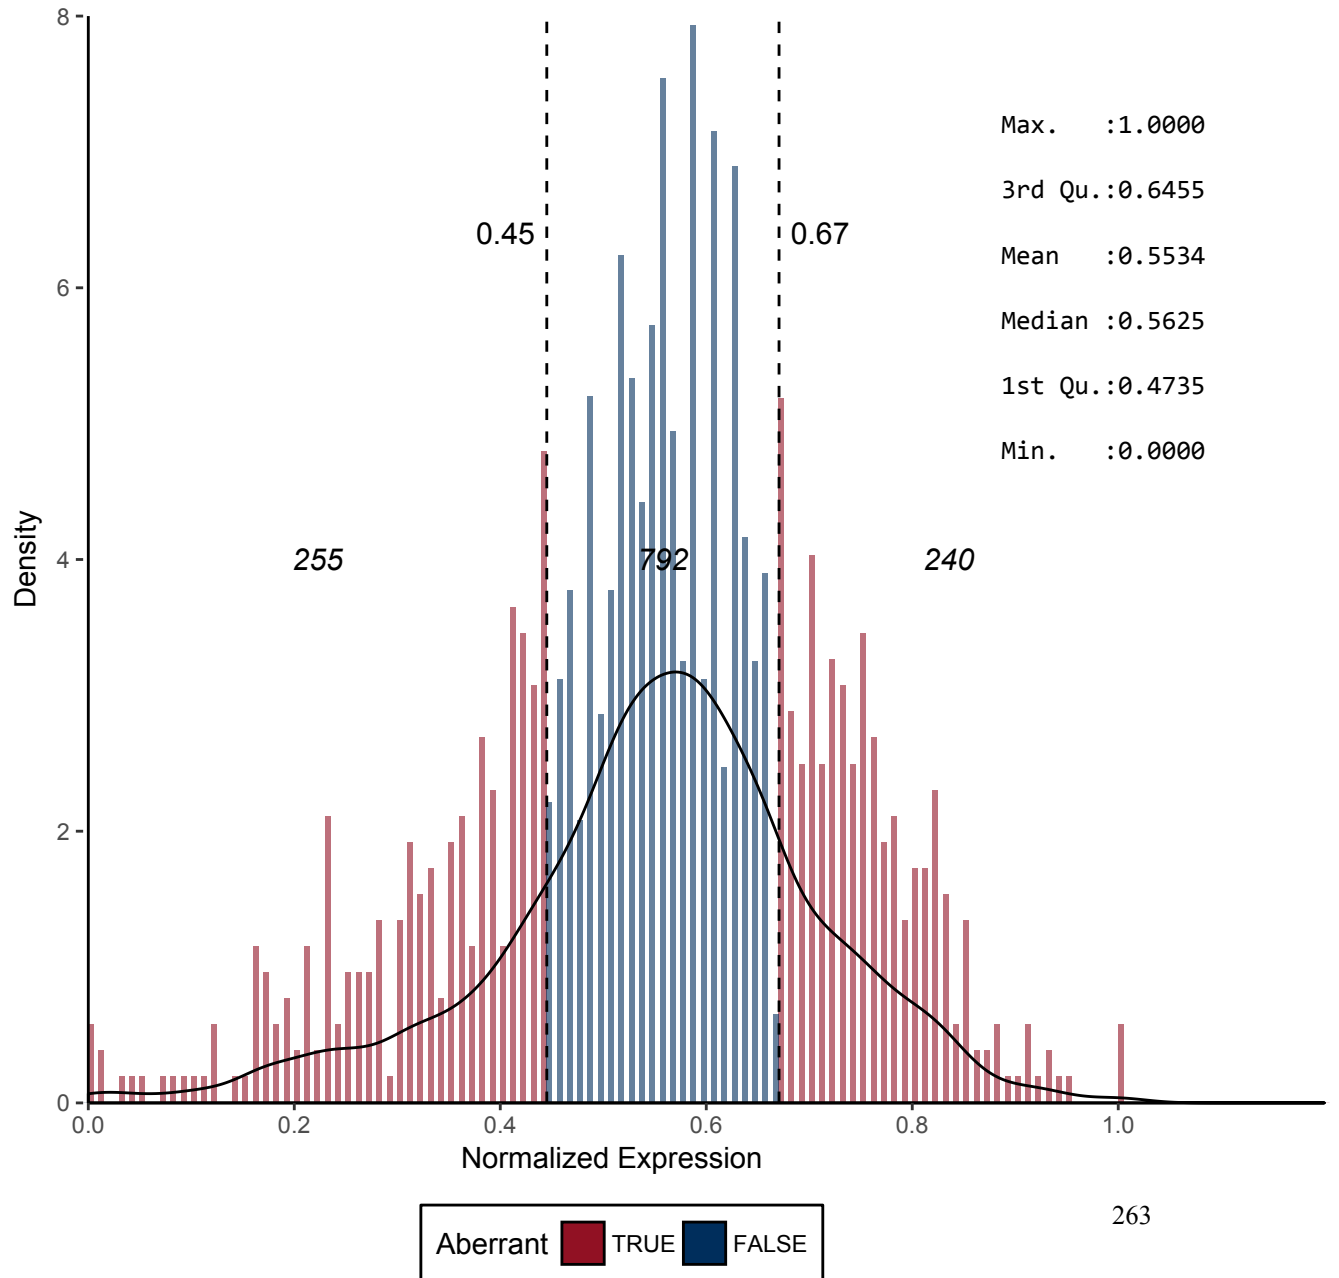 8
Max. :1.0000
3rd Qu.:0.6455
0.45
0.67
Mean :0.5534
6
Median :0.5625
1st Qu.:0.4735
Min. :0.0000
Density
4
255
792
240
2
0
0.0 0.2 0.4 0.6 0.8 1.0
Normalized Expression
263
Aberrant TRUE FALSE